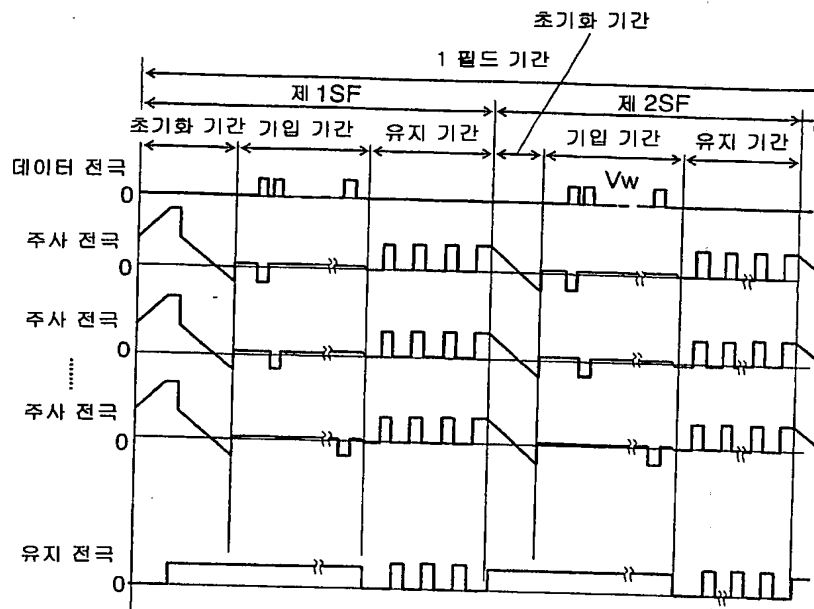 초기화 기간
1 필드 기간
제 1SF
제 2SF
초기화 기간
기입 기간
유지 기간
기입 기간
유지 기간
데이터 전극
0
Vw
주사 전극
0
주사 전극
0
주사 전극
0
유지 전극
0